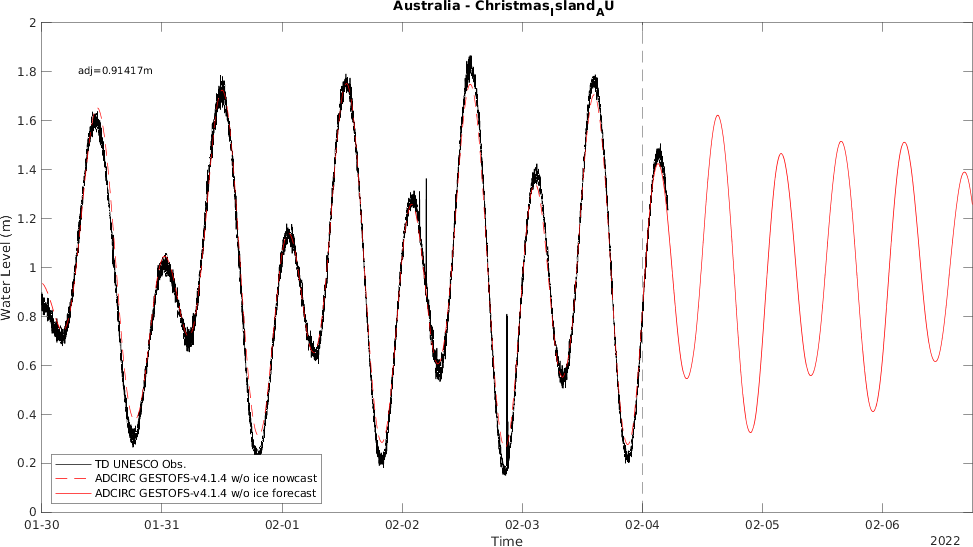 Australia - Christmas_Island_AU
adj=0.91417m
2
1.8
1.6
1.4
1.2
1
0.8
0.6
0.4
0.2
0
Water Level (m)
TD UNESCO Obs.
ADCIRC GESTOFS-v4.1.4 w/o ice nowcast
ADCIRC GESTOFS-v4.1.4 w/o ice forecast
01-30 01-31 02-01 02-02 02-03 02-04 02-05 02-06
Time
2022